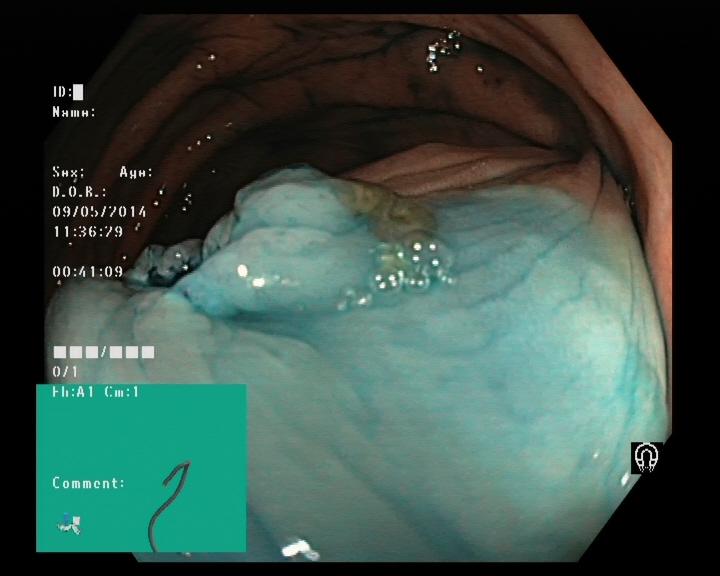 ID:
Name:
Sex: Age:
D.O.B.:
09/05/2014
11:36:29
00:41:09
/
0/1
Eh:A1 Cm:1
Comment: